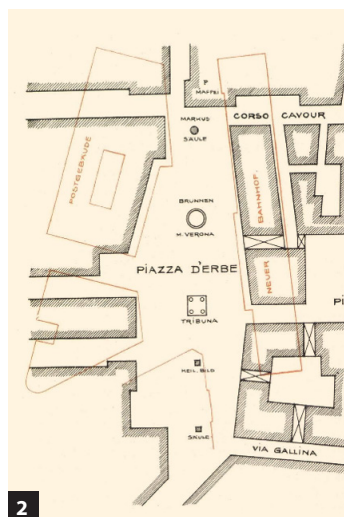 P
MAFFEI
CORSO CAVOUR
MARKUS
SÄULE
POSTGEBÄUDE
BAHNHOF
BRUNNEN
M. VERONA
PIAZZA D'ERBE
NEUER
TRIBUNA
PI
HEIL. BILD
SÄULE
VIA GALLINA
2